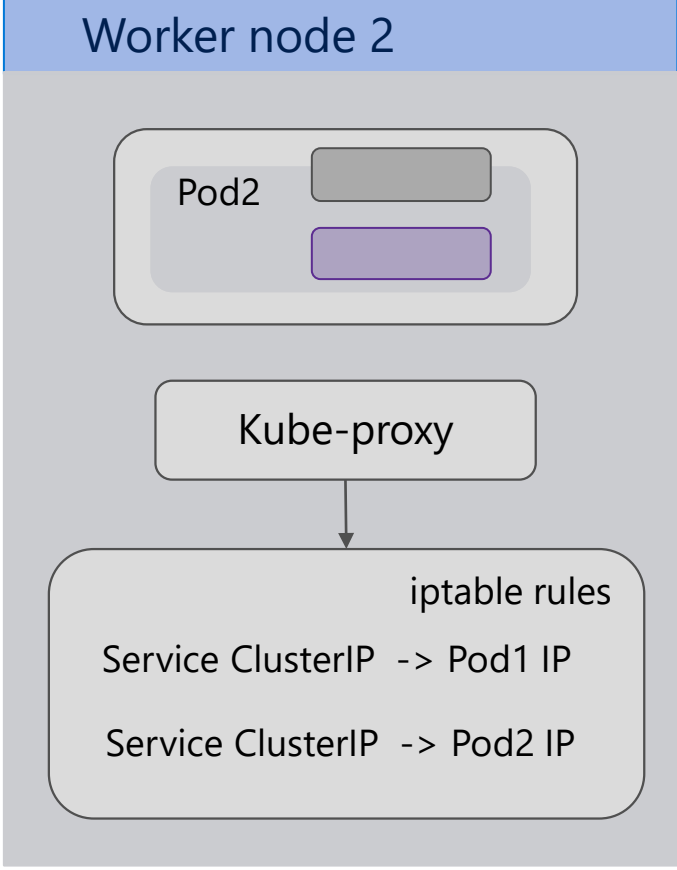 Worker node 2
Pod2
Kube-proxy
iptable rules
Service ClusterIP -> Pod1 IP
Service ClusterIP -> Pod2 IP